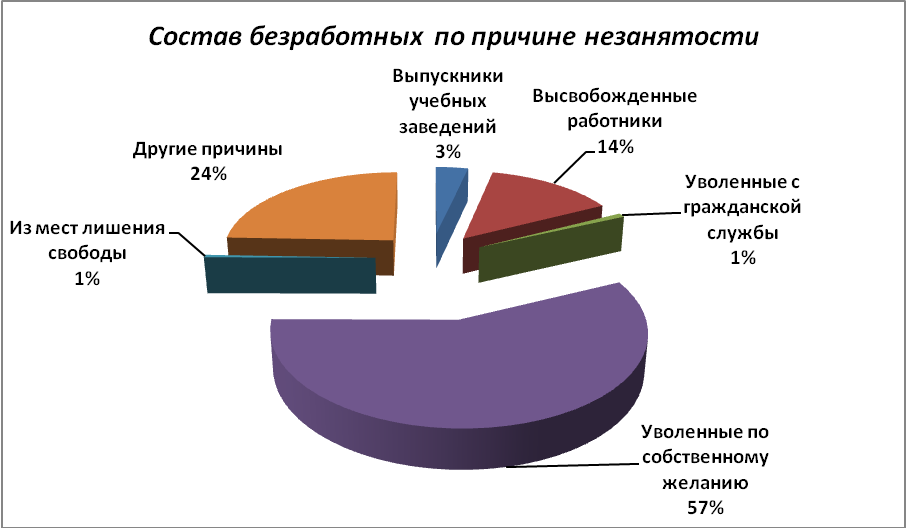 Состав безработных по причине незанятости
Выпускники
учебных
заведений
3%
Высвобожденные
работники
14%
Уволенные с
гражданской
службы
1%
Уволенные по
собственному
желанию
57%
Из мест лишения
свободы
1%
Другие причины
24%